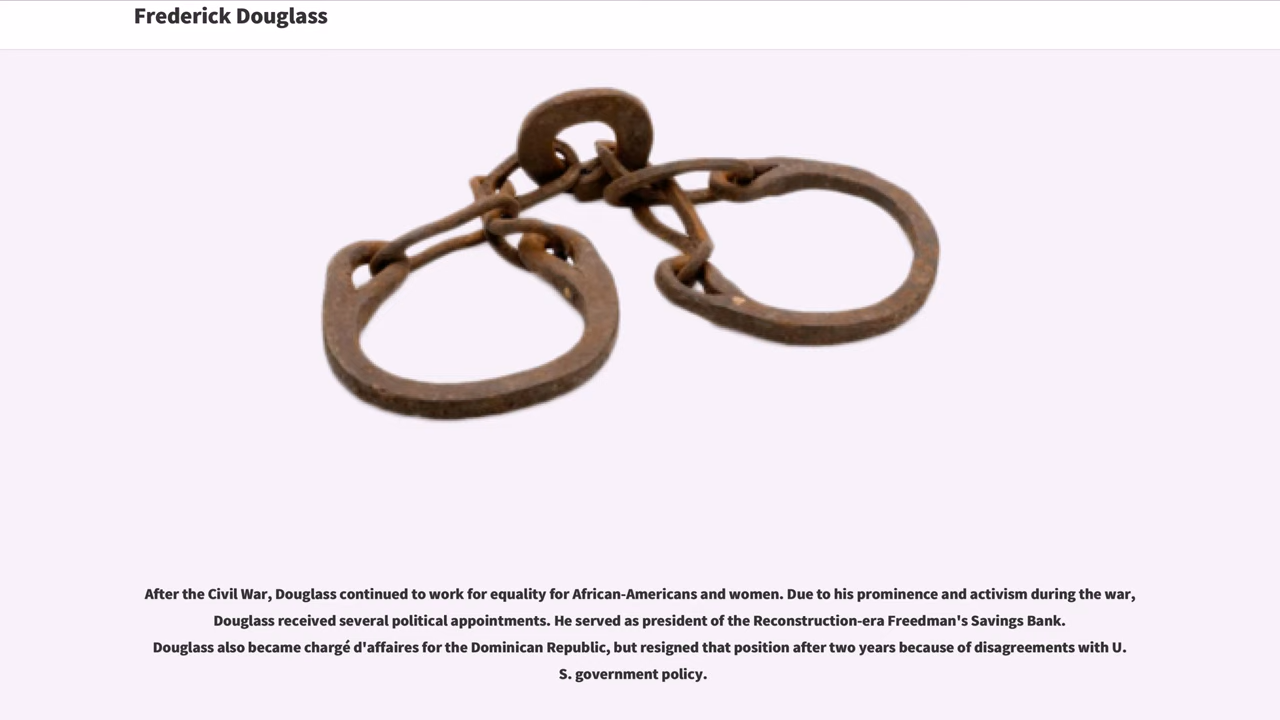 Frederick Douglass
After the Civil War, Douglass continued to work for equality for African-Americans and women. Due to his prominence and activism during the war,
Douglass received several political appointments. He served as president of the Reconstruction-era Freedman's Savings Bank.
Douglass also became chargé d'affaires for the Dominican Republic, but resigned that position after two years because of disagreements with U.
S. government policy.